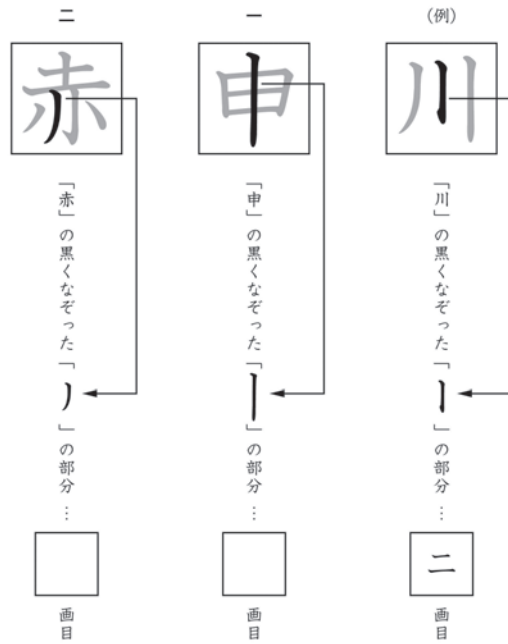 (例)
川
「川」の黒くなぞった「丨」の部分…二画目
一
申
「申」の黒くなぞった「丨」の部分…画目
二
赤
「赤」の黒くなぞった「丿」の部分…画目